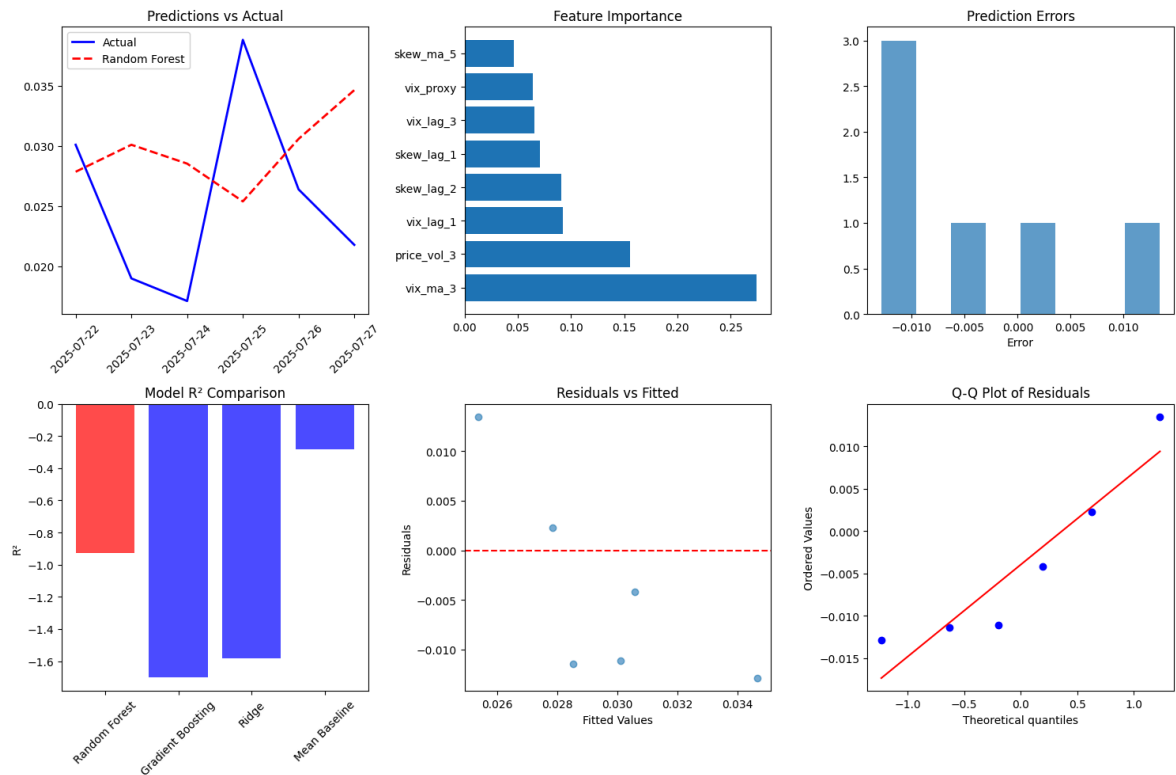 Predictions vs Actual
Actual
Random Forest
0.035
0.030
0.025
0.020
2025-07-22
2025-07-23
2025-07-24
2025-07-25
2025-07-26
2025-07-27
Feature Importance
skew_ma_5
vix_proxy
vix_lag_3
skew_lag_1
skew_lag_2
vix_lag_1
price_vol_3
vix_ma_3
0.00 0.05 0.10 0.15 0.20 0.25
Prediction Errors
3.0
2.5
2.0
1.5
1.0
0.5
0.0
−0.010 −0.005 0.000 0.005 0.010
Error
Model R² Comparison
R²
0.0
−0.2
−0.4
−0.6
−0.8
−1.0
−1.2
−1.4
−1.6
Random Forest
Gradient Boosting
Ridge
Mean Baseline
Residuals vs Fitted
Residuals
0.010
0.005
0.000
−0.005
−0.010
0.026 0.028 0.030 0.032 0.034
Fitted Values
Q-Q Plot of Residuals
Ordered Values
0.010
0.005
0.000
−0.005
−0.010
−0.015
−1.0 −0.5 0.0 0.5 1.0
Theoretical quantiles